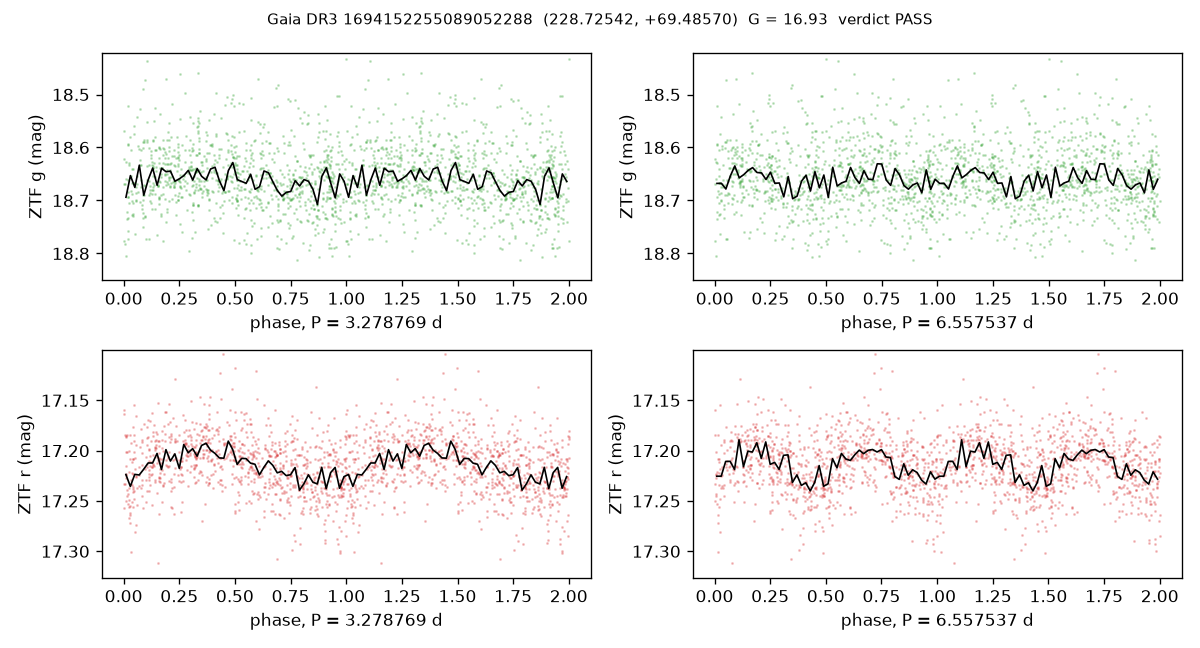 Gaia DR3 1694152255089052288 (228.72542, +69.48570) G = 16.93 verdict PASS
ZTF g (mag)
18.5
18.6
18.7
18.8
0.00 0.25 0.50 0.75 1.00 1.25 1.50 1.75 2.00
phase, P = 3.278769 d
ZTF g (mag)
18.5
18.6
18.7
18.8
0.00 0.25 0.50 0.75 1.00 1.25 1.50 1.75 2.00
phase, P = 6.557537 d
ZTF r (mag)
17.15
17.20
17.25
17.30
0.00 0.25 0.50 0.75 1.00 1.25 1.50 1.75 2.00
phase, P = 3.278769 d
ZTF r (mag)
17.15
17.20
17.25
17.30
0.00 0.25 0.50 0.75 1.00 1.25 1.50 1.75 2.00
phase, P = 6.557537 d